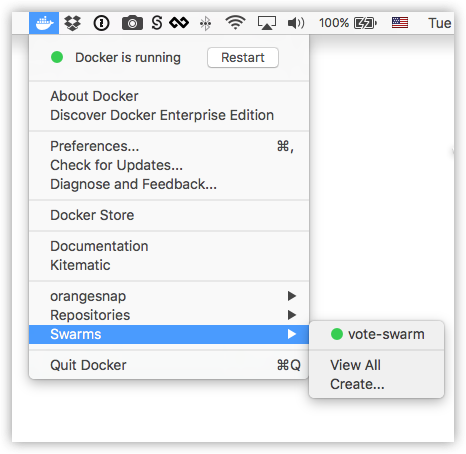 100%
Tue
Docker is running
Restart
About Docker
Discover Docker Enterprise Edition
Preferences... ⌘,
Check for Updates...
Diagnose and Feedback...
Docker Store
Documentation
Kitematic
orangesnap
Repositories
Swarms
vote-swarm
View All
Create...
Quit Docker ⌘Q